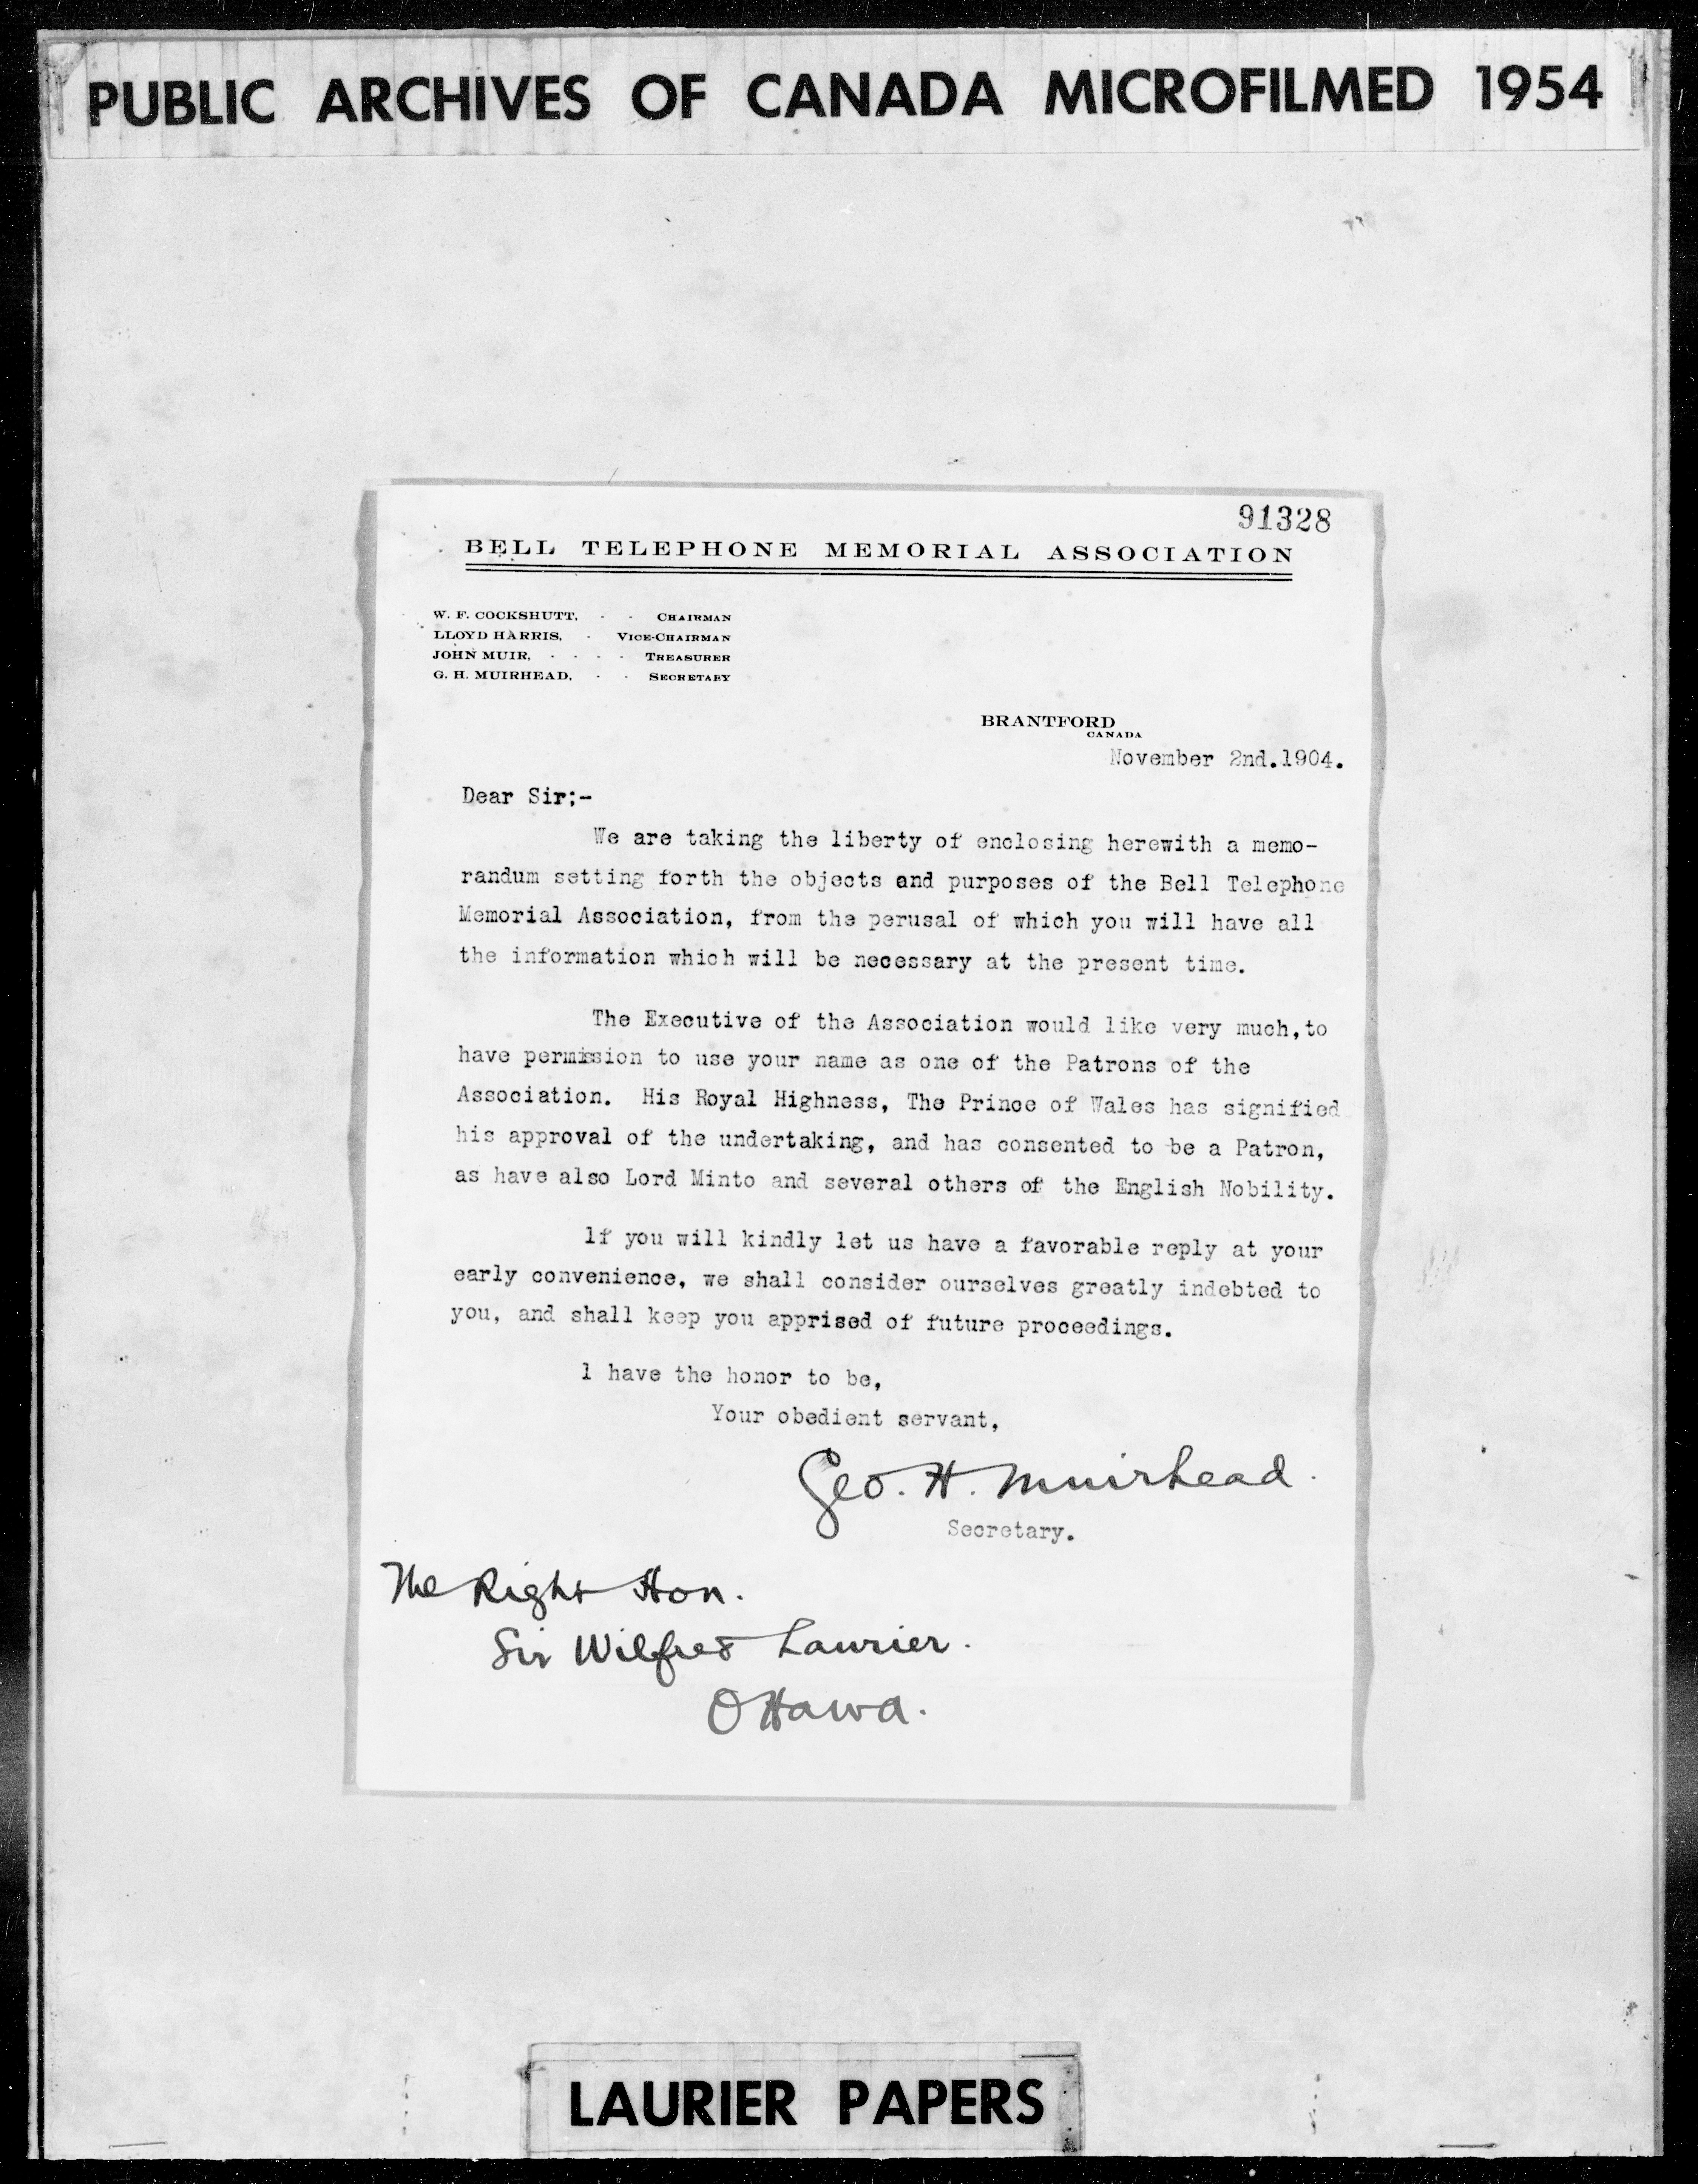 PUBLIC ARCHIVES OF CANADA MICROFILMED 1954
91328
BELL TELEPHONE MEMORIAL ASSOCIATION
W. F. COCKSHUTT, - - CHAIRMAN
LLOYD HARRIS, - VICE-CHAIRMAN
JOHN MUIR, - - - - TREASURER
G. H. MUIRHEAD, - - SECRETARY
BRANTFORD
CANADA
November 2nd.1904.
Dear Sir;-
We are taking the liberty of enclosing herewith a memo-
randum setting forth the objects and purposes of the Bell Telephone
Memorial Association, from the perusal of which you will have all
the information which will be necessary at the present time.
The Executive of the Association would like very much,to
have permission to use your name as one of the Patrons of the
Association. His Royal Highness, The Prince of Wales has signified
his approval of the undertaking, and has consented to be a Patron,
as have also Lord Minto and several others of the English Nobility.
lf you will kindly let us have a favorable reply at your
early convenience, we shall consider ourselves greatly indebted to
you, and shall keep you apprised of future proceedings.
l have the honor to be,
Your obedient servant,
Geo. H. Muirhead.
Secretary.
The Right Hon.
Sir Wilfred Laurier.
Ottawa.
LAURIER PAPERS